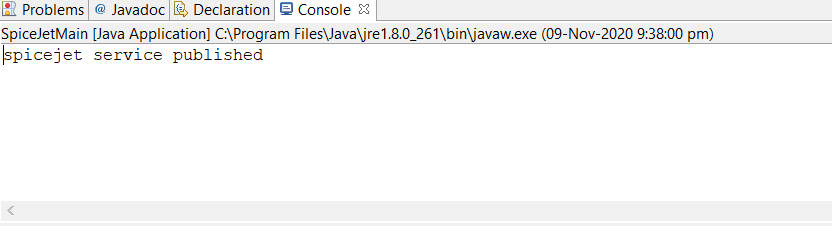 Problems @ Javadoc Declaration Console
SpiceJetMain [Java Application] C:\Program Files\Java\jre1.8.0_261\bin\javaw.exe (09-Nov-2020 9:38:00 pm)
spicejet service published